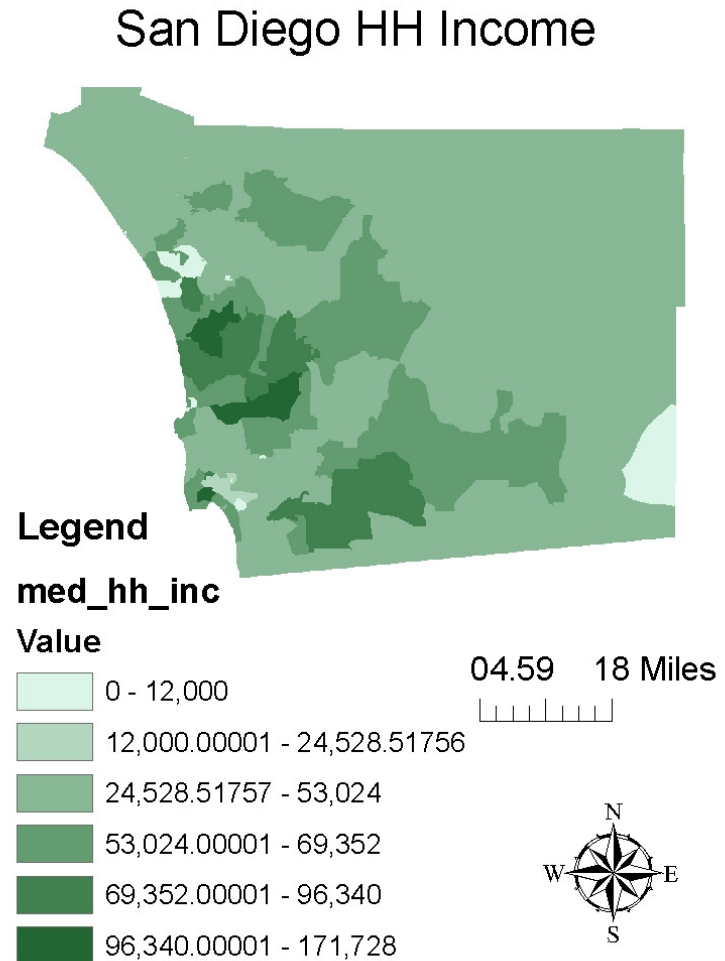 San Diego HH Income
Legend
med_hh_inc
Value
0 - 12,000
12,000.00001 - 24,528.51756
24,528.51757 - 53,024
53,024.00001 - 69,352
69,352.00001 - 96,340
96,340.00001 - 171,728
04.59 18 Miles
N
W E
S